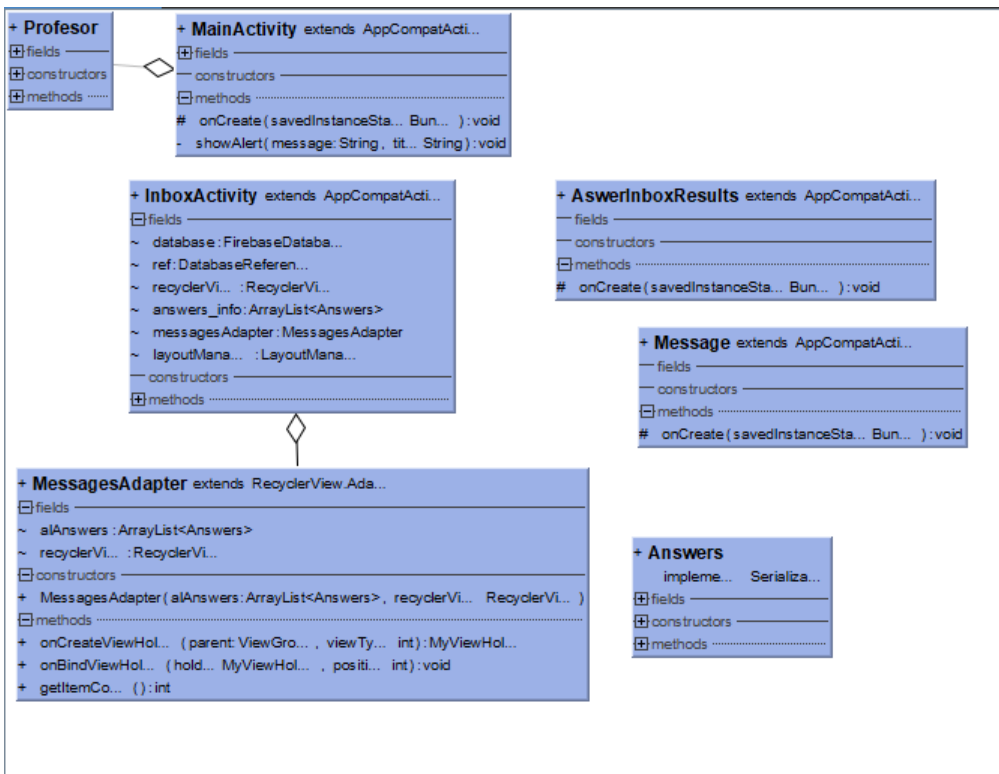 + Profesor
fields
constructors
methods
+ MainActivity extends AppCompatActi...
fields
constructors
methods
# onCreate(savedInstanceSta... Bun... ):void
- showAlert(message:String, tit... String):void
+ InboxActivity extends AppCompatActi...
fields
~ database:FirebaseDataba...
~ ref:DatabaseReferen...
~ recyclerVi... :RecyclerVi...
~ answers_info:ArrayList<Answers>
~ messagesAdapter:MessagesAdapter
~ layoutMana... :LayoutMana...
constructors
methods
+ AswerInboxResults extends AppCompatActi...
fields
constructors
methods
# onCreate(savedInstanceSta... Bun... ):void
+ Message extends AppCompatActi...
fields
constructors
methods
# onCreate(savedInstanceSta... Bun... ):void
+ MessagesAdapter extends RecyclerView.Ada...
fields
~ alAnswers:ArrayList<Answers>
~ recyclerVi... :RecyclerVi...
constructors
+ MessagesAdapter(alAnswers:ArrayList<Answers>, recyclerVi... RecyclerVi... )
methods
+ onCreateViewHol... (parent:ViewGro... , viewTy... int):MyViewHol...
+ onBindViewHol... (hold... MyViewHol... , positi... int):void
+ getItemCo... ():int
+ Answers
impleme... Serializa...
fields
constructors
methods